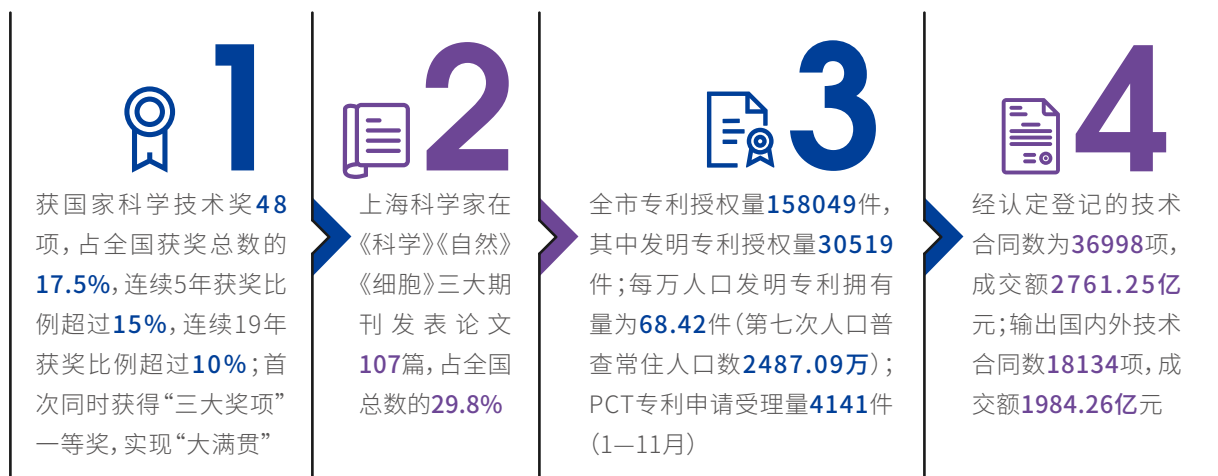 1
获国家科学技术奖48
项，占全国获奖总数的
17.5%，连续5年获奖比
例超过15%，连续19年
获奖比例超过10%；首
次同时获得“三大奖项”
一等奖，实现“大满贯”
2
上海科学家在
《科学》《自然》
《细胞》三大期
刊发表论文
107篇，占全国
总数的29.8%
3
全市专利授权量158049件，
其中发明专利授权量30519
件；每万人口发明专利拥有
量为68.42件（第七次人口普
查常住人口数2487.09万）；
PCT专利申请受理量4141件
（1—11月）
4
经认定登记的技术
合同数为36998项，
成交额2761.25亿
元；输出国内外技术
合同数18134项，成
交额1984.26亿元